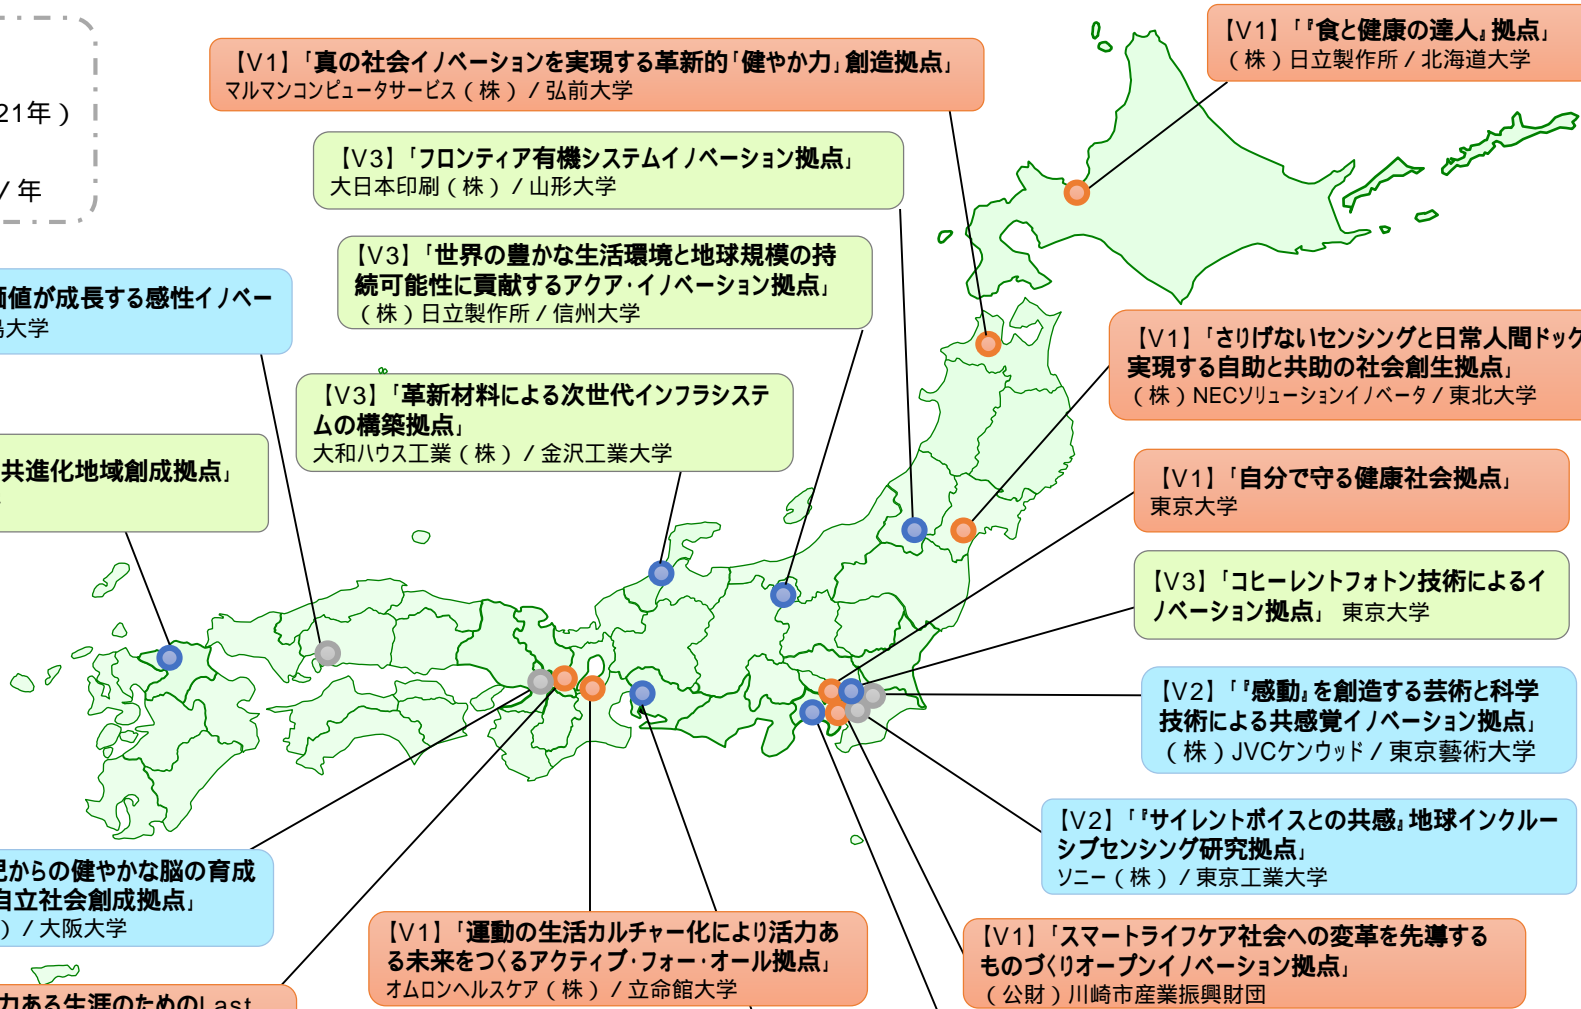 21年）
／年
【V1】「真の社会イノベーションを実現する革新的「健やか力」創造拠点」
マルマンコンピュータサービス（株）/ 弘前大学
【V1】「『食と健康の達人』拠点」
（株）日立製作所 / 北海道大学
【V3】「フロンティア有機システムイノベーション拠点」
大日本印刷（株）/ 山形大学
【V3】「世界の豊かな生活環境と地球規模の持
続可能性に貢献するアクア・イノベーション拠点」
（株）日立製作所 / 信州大学
値が成長する感性イノベー
島大学
【V1】「さりげないセンシングと日常人間ドック
実現する自助と共助の社会創生拠点」
（株）NECソリューションイノベータ / 東北大学
【V3】「革新材料による次世代インフラシステ
ムの構築拠点」
大和ハウス工業（株）/ 金沢工業大学
共進化地域創成拠点」
【V1】「自分で守る健康社会拠点」
東京大学
【V3】「コヒーレントフォトン技術によるイ
ノベーション拠点」 東京大学
【V2】「『感動』を創造する芸術と科学
技術による共感覚イノベーション拠点」
（株）JVCケンウッド / 東京藝術大学
【V2】「『サイレントボイスとの共感』地球インクルー
シブセンシング研究拠点」
ソニー（株）/ 東京工業大学
児からの健やかな脳の育成
自立社会創成拠点」
）/ 大阪大学
【V1】「運動の生活カルチャー化により活力あ
る未来をつくるアクティブ・フォー・オール拠点」
オムロンヘルスケア（株）/ 立命館大学
【V1】「スマートライフケア社会への変革を先導する
ものづくりオープンイノベーション拠点」
（公財）川崎市産業振興財団
力ある生涯のためのLast